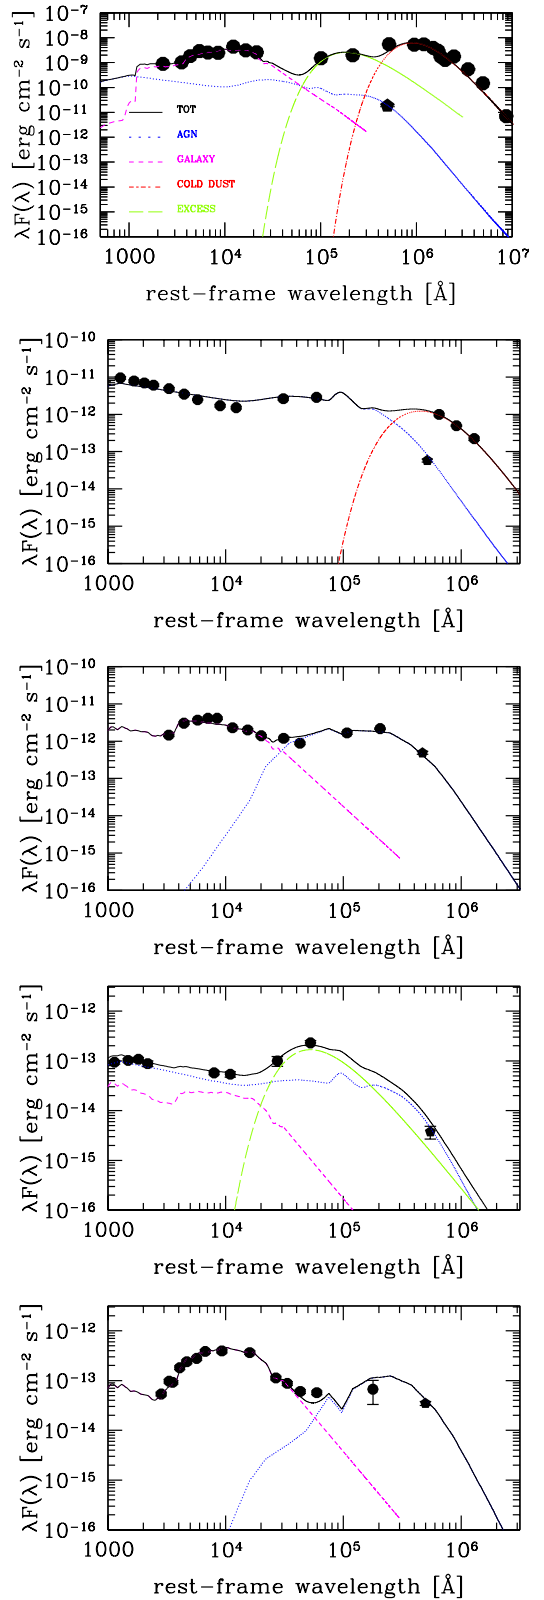 10⁻⁷
10⁻⁸
10⁻⁹
10⁻¹⁰
10⁻¹¹
10⁻¹²
10⁻¹³
10⁻¹⁴
10⁻¹⁵
10⁻¹⁶
λF(λ) [erg cm⁻² s⁻¹]
TOT
AGN
GALAXY
COLD DUST
EXCESS
1000 10⁴ 10⁵ 10⁶ 10⁷
rest-frame wavelength [Å]
10⁻¹⁰
10⁻¹¹
10⁻¹²
10⁻¹³
10⁻¹⁴
10⁻¹⁵
10⁻¹⁶
λF(λ) [erg cm⁻² s⁻¹]
1000 10⁴ 10⁵ 10⁶
rest-frame wavelength [Å]
10⁻¹⁰
10⁻¹¹
10⁻¹²
10⁻¹³
10⁻¹⁴
10⁻¹⁵
10⁻¹⁶
λF(λ) [erg cm⁻² s⁻¹]
1000 10⁴ 10⁵ 10⁶
rest-frame wavelength [Å]
10⁻¹²
10⁻¹³
10⁻¹⁴
10⁻¹⁵
10⁻¹⁶
λF(λ) [erg cm⁻² s⁻¹]
1000 10⁴ 10⁵ 10⁶
rest-frame wavelength [Å]
10⁻¹²
10⁻¹³
10⁻¹⁴
10⁻¹⁵
10⁻¹⁶
λF(λ) [erg cm⁻² s⁻¹]
1000 10⁴ 10⁵ 10⁶
rest-frame wavelength [Å]